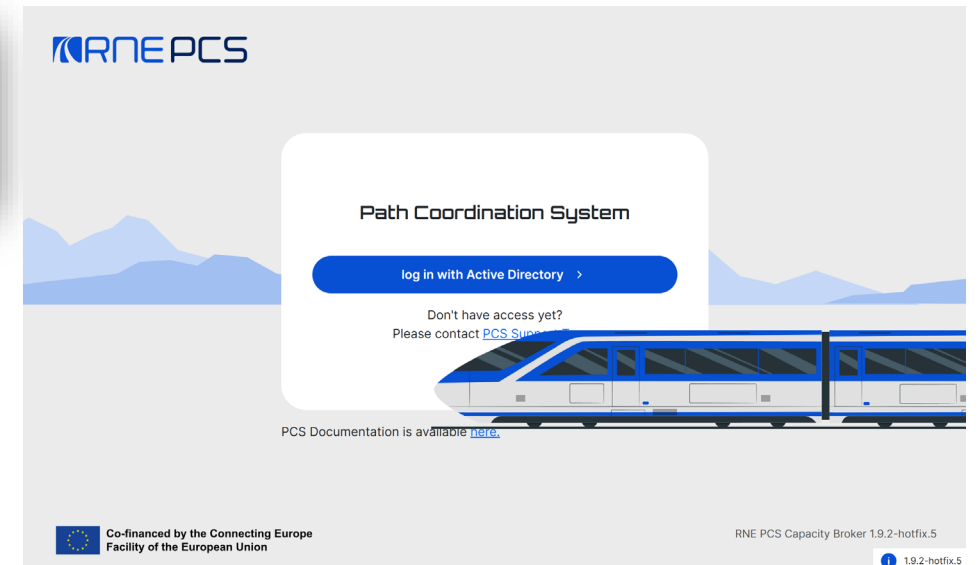 RNE PCS
Path Coordination System
log in with Active Directory
Don't have access yet?
Please contact PCS Support
PCS Documentation is available here.
Co-financed by the Connecting Europe
Facility of the European Union
RNE PCS Capacity Broker 1.9.2-hotfix.5
1.9.2-hotfix.5